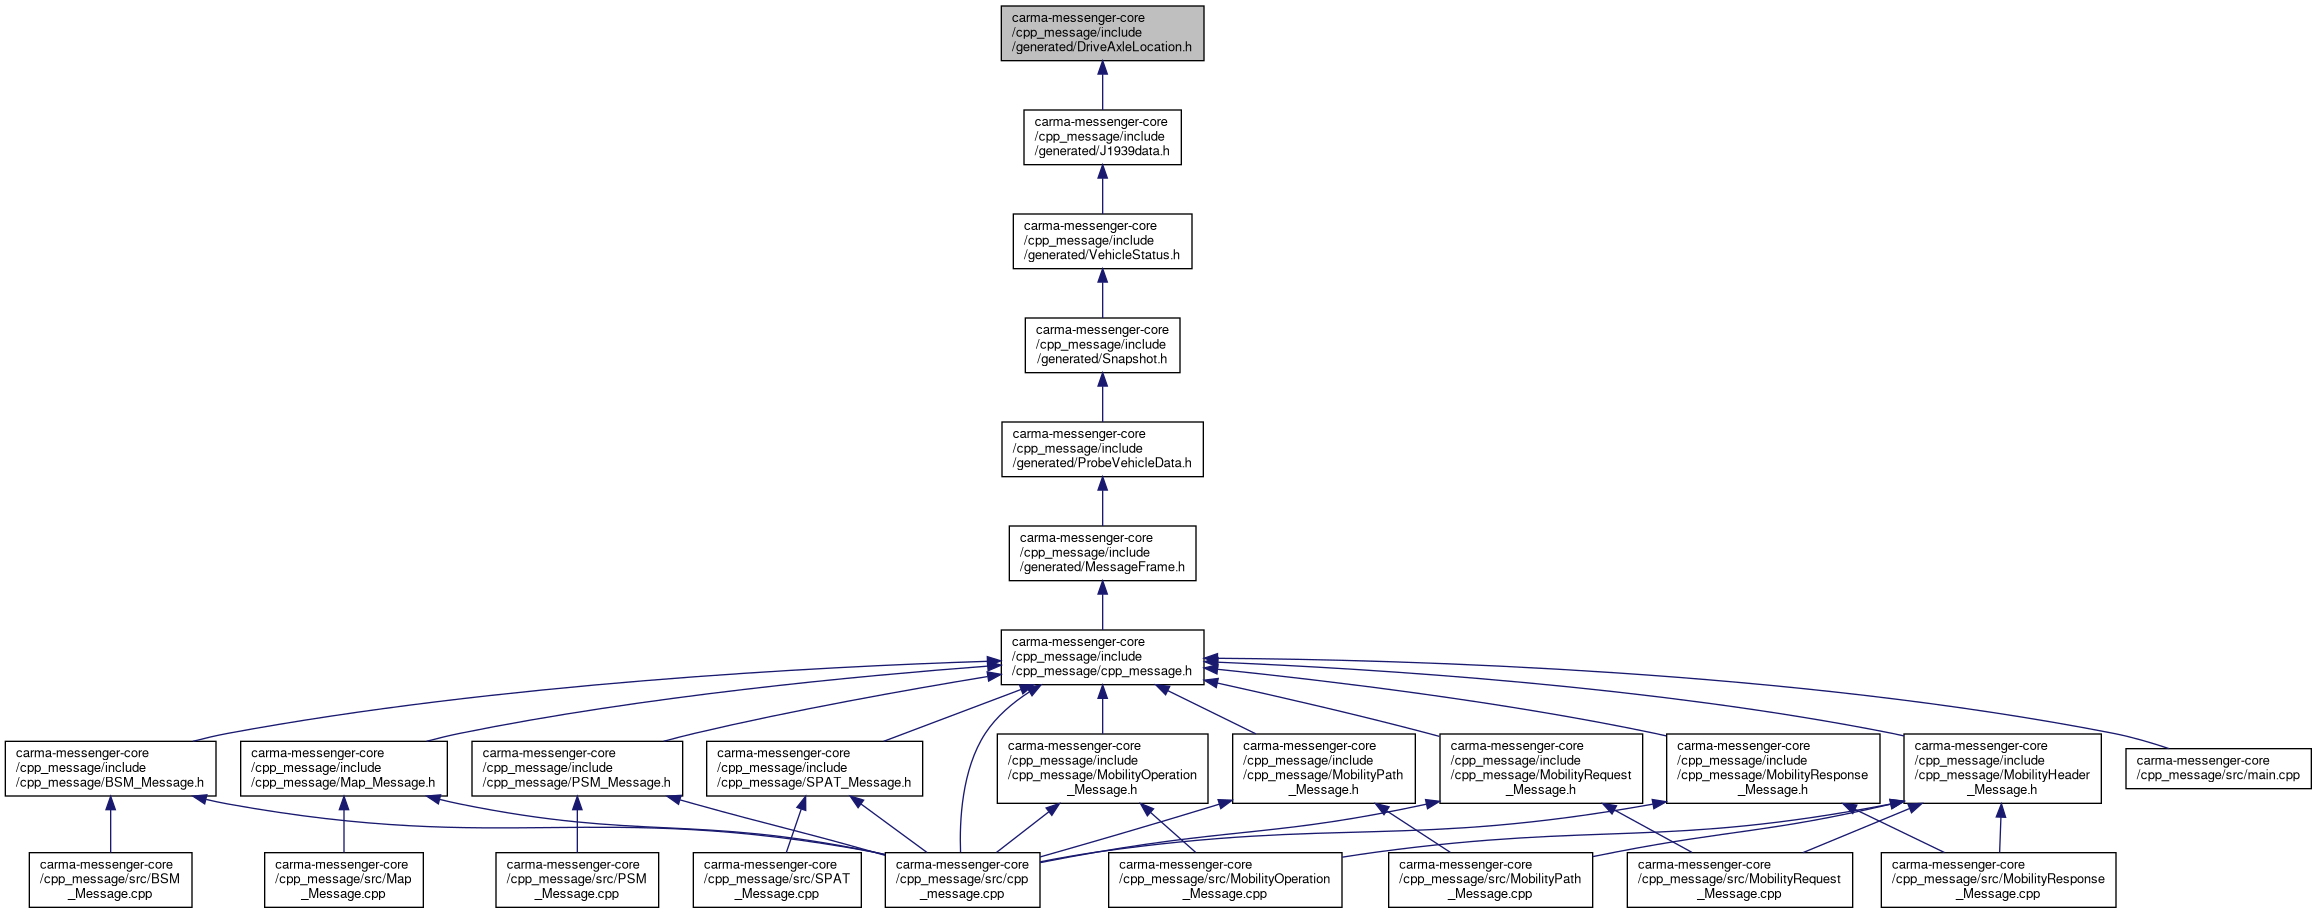 carma-messenger-core
/cpp_message/include
/generated/DriveAxleLocation.h
carma-messenger-core
/cpp_message/include
/generated/J1939data.h
carma-messenger-core
/cpp_message/include
/generated/VehicleStatus.h
carma-messenger-core
/cpp_message/include
/generated/Snapshot.h
carma-messenger-core
/cpp_message/include
/generated/ProbeVehicleData.h
carma-messenger-core
/cpp_message/include
/generated/MessageFrame.h
carma-messenger-core
/cpp_message/include
/cpp_message/cpp_message.h
carma-messenger-core
/cpp_message/include
/cpp_message/BSM_Message.h
carma-messenger-core
/cpp_message/include
/cpp_message/Map_Message.h
carma-messenger-core
/cpp_message/include
/cpp_message/PSM_Message.h
carma-messenger-core
/cpp_message/include
/cpp_message/SPAT_Message.h
carma-messenger-core
/cpp_message/include
/cpp_message/MobilityOperation
_Message.h
carma-messenger-core
/cpp_message/include
/cpp_message/MobilityPath
_Message.h
carma-messenger-core
/cpp_message/include
/cpp_message/MobilityRequest
_Message.h
carma-messenger-core
/cpp_message/include
/cpp_message/MobilityResponse
_Message.h
carma-messenger-core
/cpp_message/include
/cpp_message/MobilityHeader
_Message.h
carma-messenger-core
/cpp_message/src/main.cpp
carma-messenger-core
/cpp_message/src/BSM
_Message.cpp
carma-messenger-core
/cpp_message/src/Map
_Message.cpp
carma-messenger-core
/cpp_message/src/PSM
_Message.cpp
carma-messenger-core
/cpp_message/src/SPAT
_Message.cpp
carma-messenger-core
/cpp_message/src/cpp
_message.cpp
carma-messenger-core
/cpp_message/src/MobilityOperation
_Message.cpp
carma-messenger-core
/cpp_message/src/MobilityPath
_Message.cpp
carma-messenger-core
/cpp_message/src/MobilityRequest
_Message.cpp
carma-messenger-core
/cpp_message/src/MobilityResponse
_Message.cpp